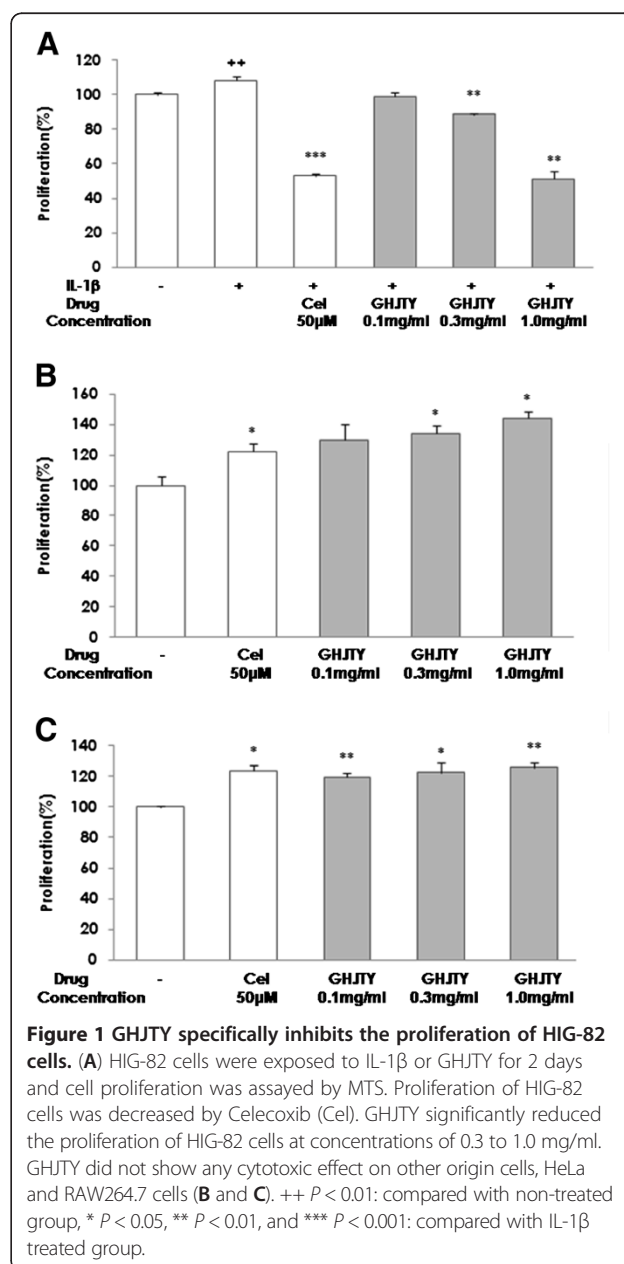 A
Proliferation(%)
120
100
80
60
40
20
0
++
***
**
**
IL-1β - + + + + +
Drug Cel GHJTY GHJTY GHJTY
Concentration 50μM 0.1mg/ml 0.3mg/ml 1.0mg/ml
B
Proliferation(%)
160
140
120
100
80
60
40
20
0
*
*
*
Drug - Cel GHJTY GHJTY GHJTY
Concentration 50μM 0.1mg/ml 0.3mg/ml 1.0mg/ml
C
Proliferation(%)
140
120
100
80
60
40
20
0
*
**
*
**
Drug - Cel GHJTY GHJTY GHJTY
Concentration 50μM 0.1mg/ml 0.3mg/ml 1.0mg/ml
Figure 1 GHJTY specifically inhibits the proliferation of HIG-82
cells. (A) HIG-82 cells were exposed to IL-1β or GHJTY for 2 days
and cell proliferation was assayed by MTS. Proliferation of HIG-82
cells was decreased by Celecoxib (Cel). GHJTY significantly reduced
the proliferation of HIG-82 cells at concentrations of 0.3 to 1.0 mg/ml.
GHJTY did not show any cytotoxic effect on other origin cells, HeLa
and RAW264.7 cells (B and C). ++ P < 0.01: compared with non-treated
group, * P < 0.05, ** P < 0.01, and *** P < 0.001: compared with IL-1β
treated group.